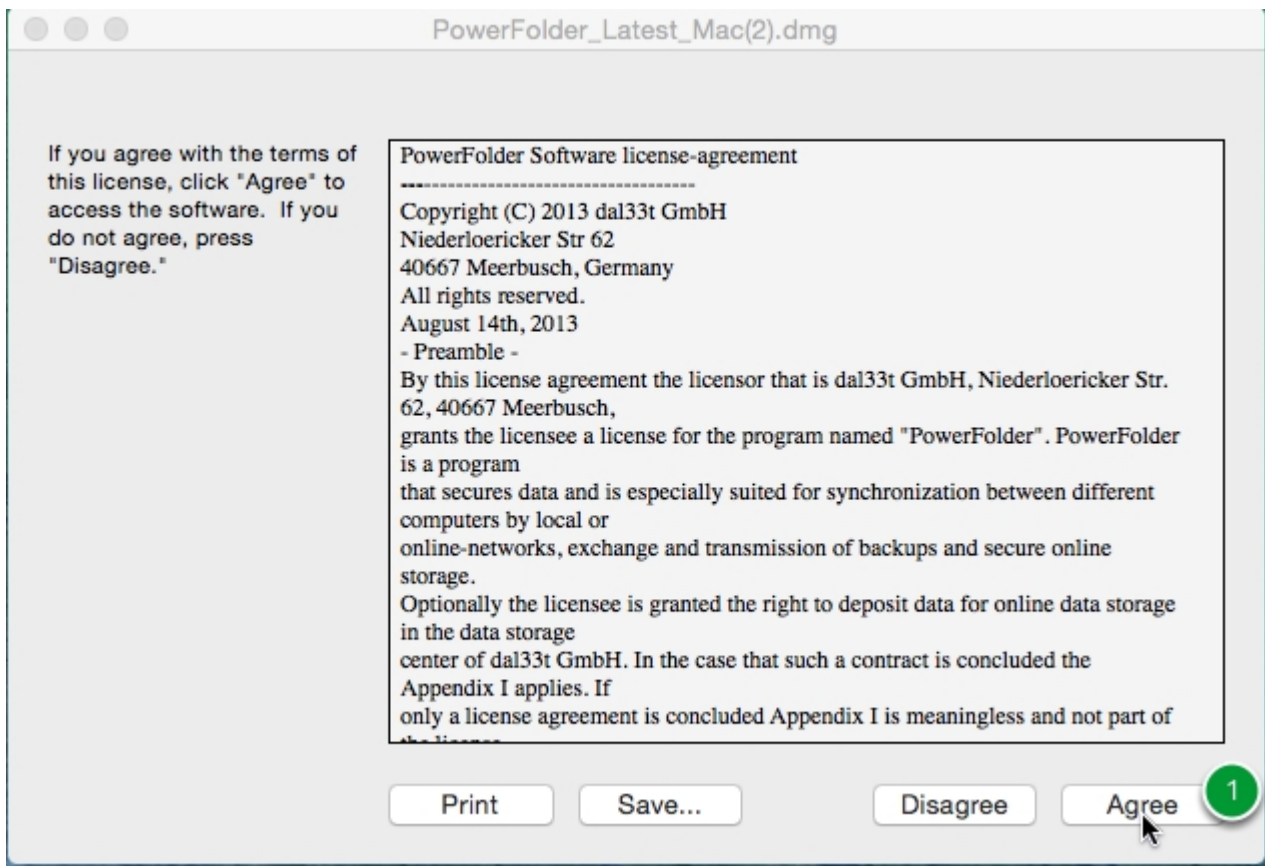 PowerFolder_Latest_Mac(2).dmg
If you agree with the terms of
this license, click "Agree" to
access the software.  If you
do not agree, press
"Disagree."
PowerFolder Software license-agreement
------------------------------------
Copyright (C) 2013 dal33t GmbH
Niederloericker Str 62
40667 Meerbusch, Germany
All rights reserved.
August 14th, 2013
- Preamble -
By this license agreement the licensor that is dal33t GmbH, Niederloericker Str.
62, 40667 Meerbusch,
grants the licensee a license for the program named "PowerFolder". PowerFolder
is a program
that secures data and is especially suited for synchronization between different
computers by local or
online-networks, exchange and transmission of backups and secure online
storage.
Optionally the licensee is granted the right to deposit data for online data storage
in the data storage
center of dal33t GmbH. In the case that such a contract is concluded the
Appendix I applies. If
only a license agreement is concluded Appendix I is meaningless and not part of
Print
Save...
Disagree
Agree
1